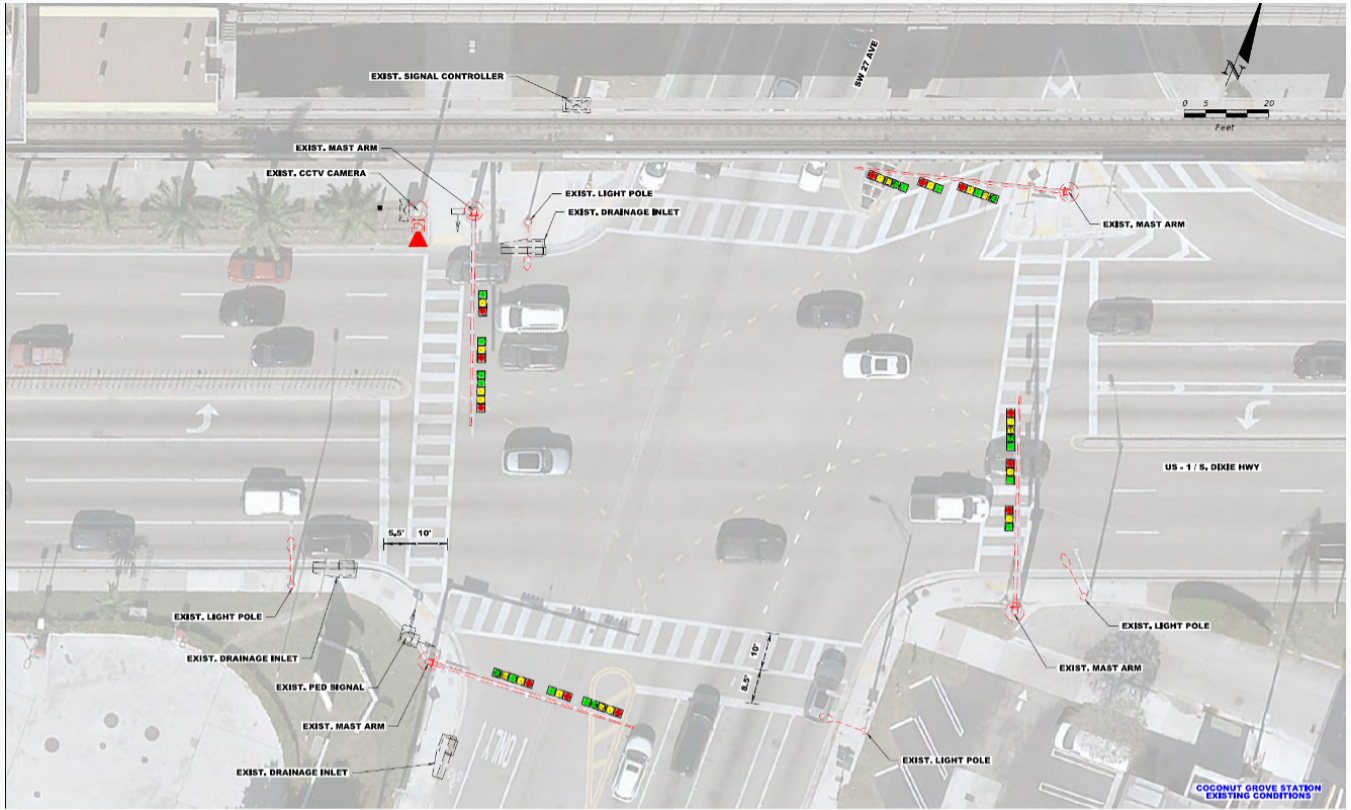 SW 27 AVE
N
EXIST. SIGNAL CONTROLLER
0 5 20
Feet
EXIST. MAST ARM
EXIST. CCTV CAMERA
EXIST. LIGHT POLE
EXIST. DRAINAGE INLET
EXIST. MAST ARM
US - 1 / S. DIXIE HWY
5.5' 10'
EXIST. LIGHT POLE
EXIST. LIGHT POLE
EXIST. DRAINAGE INLET
10'
8.5'
EXIST. MAST ARM
EXIST. PED SIGNAL
EXIST. MAST ARM
ONLY
EXIST. LIGHT POLE
EXIST. DRAINAGE INLET
COCONUT GROVE STATION
EXISTING CONDITIONS